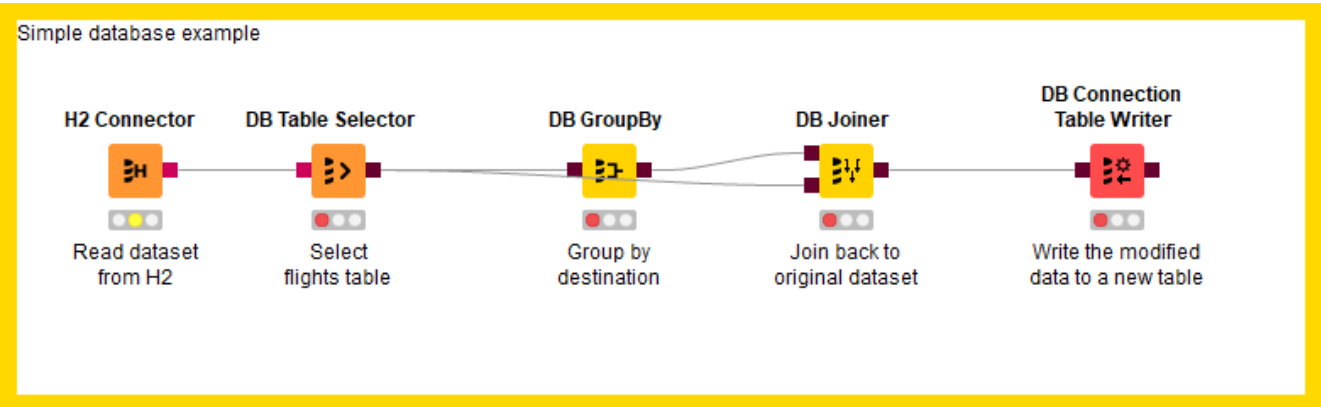 Simple database example
DB Connection
H2 Connector
DB Table Selector
DB GroupBy
DB Joiner
Table Writer
H
Read dataset
from H2
Select
flights table
Group by
destination
Join back to
original dataset
Write the modified
data to a new table